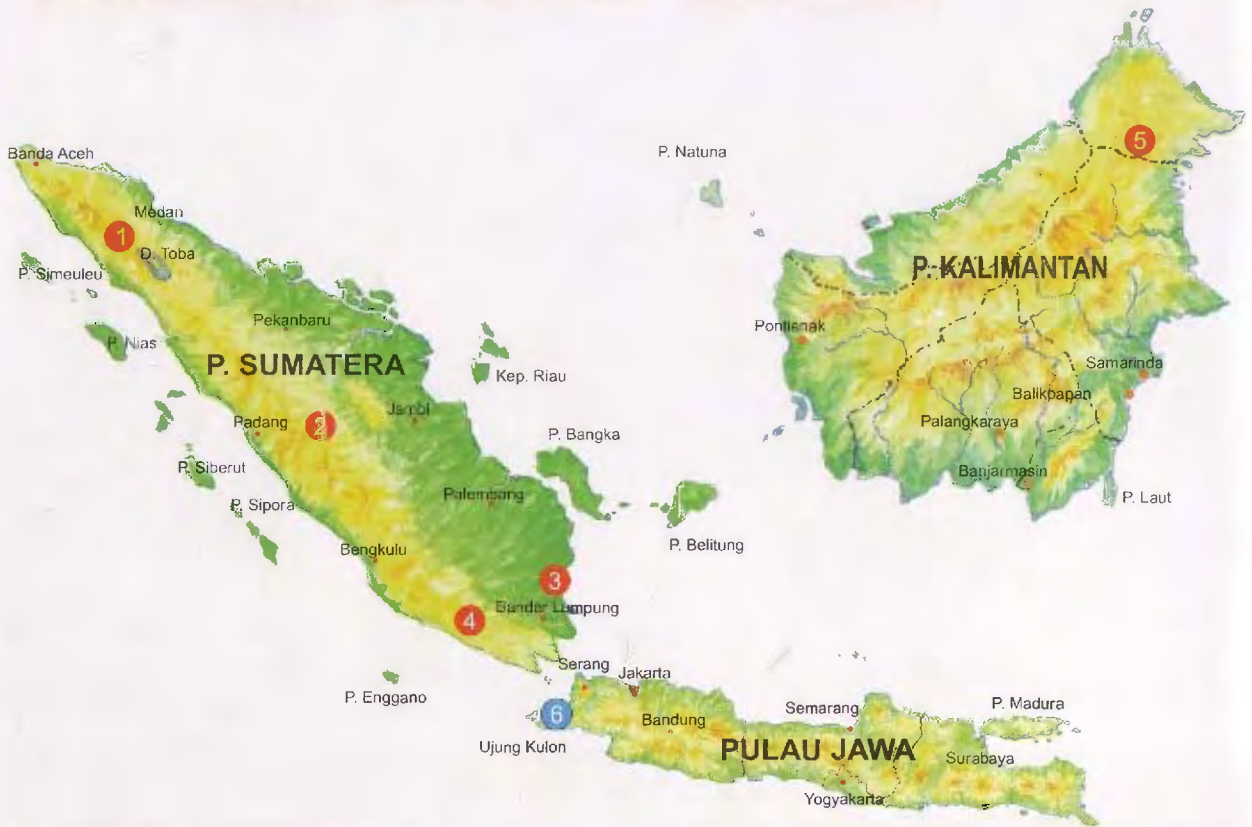 5
Banda Aceh
P. Natuna
Medan
1
D. Toba
P. Simeuleu
P. KALIMANTAN
Pekanbaru
Pontianak
P. Nias
P. SUMATERA
Samarinda
Kep. Riau
Balikpapan
Jambi
Padang
2
Palangkaraya
P. Bangka
P. Siberut
Banjarmasin
Palembang
P. Laut
P. Sipora
P. Belitung
Bengkulu
3
Bandar Lampung
4
Serang
Jakarta
P. Enggano
P. Madura
Semarang
6
Bandung
Ujung Kulon
PULAU JAWA
Surabaya
Yogyakarta